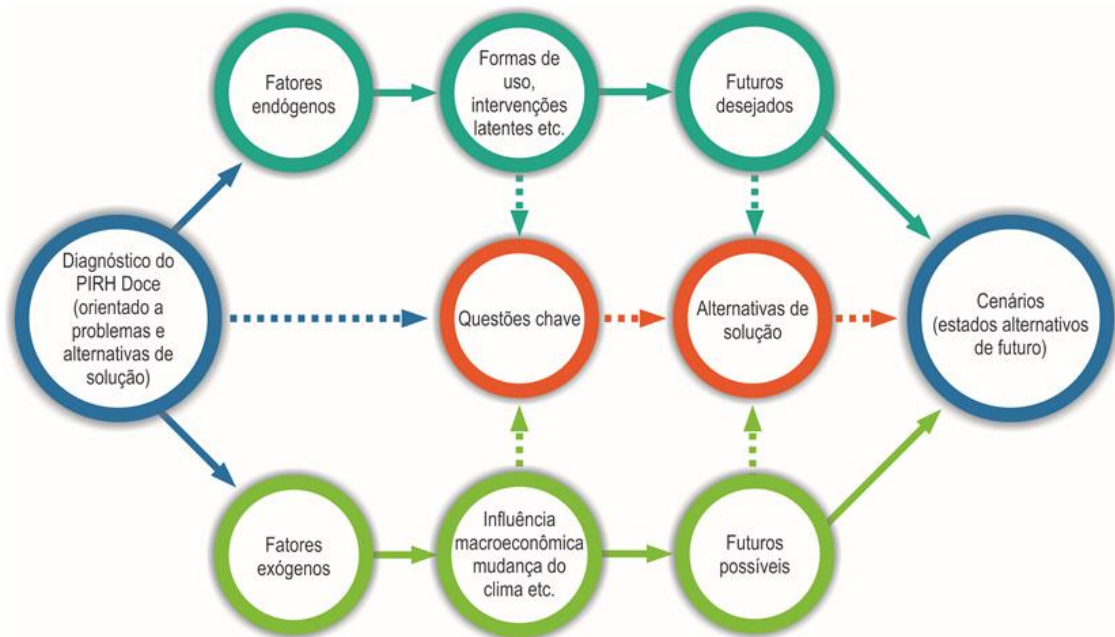 Fatores
endógenos
Formas de
uso,
intervenções
latentes etc.
Futuros
desejados
Diagnóstico do
PIRH Doce
(orientado a
problemas e
alternativas de
solução)
Questões chave
Alternativas de
solução
Cenários
(estados alternativos
de futuro)
Fatores
exógenos
Influência
macroeconômica
mudança do
clima etc.
Futuros
possíveis